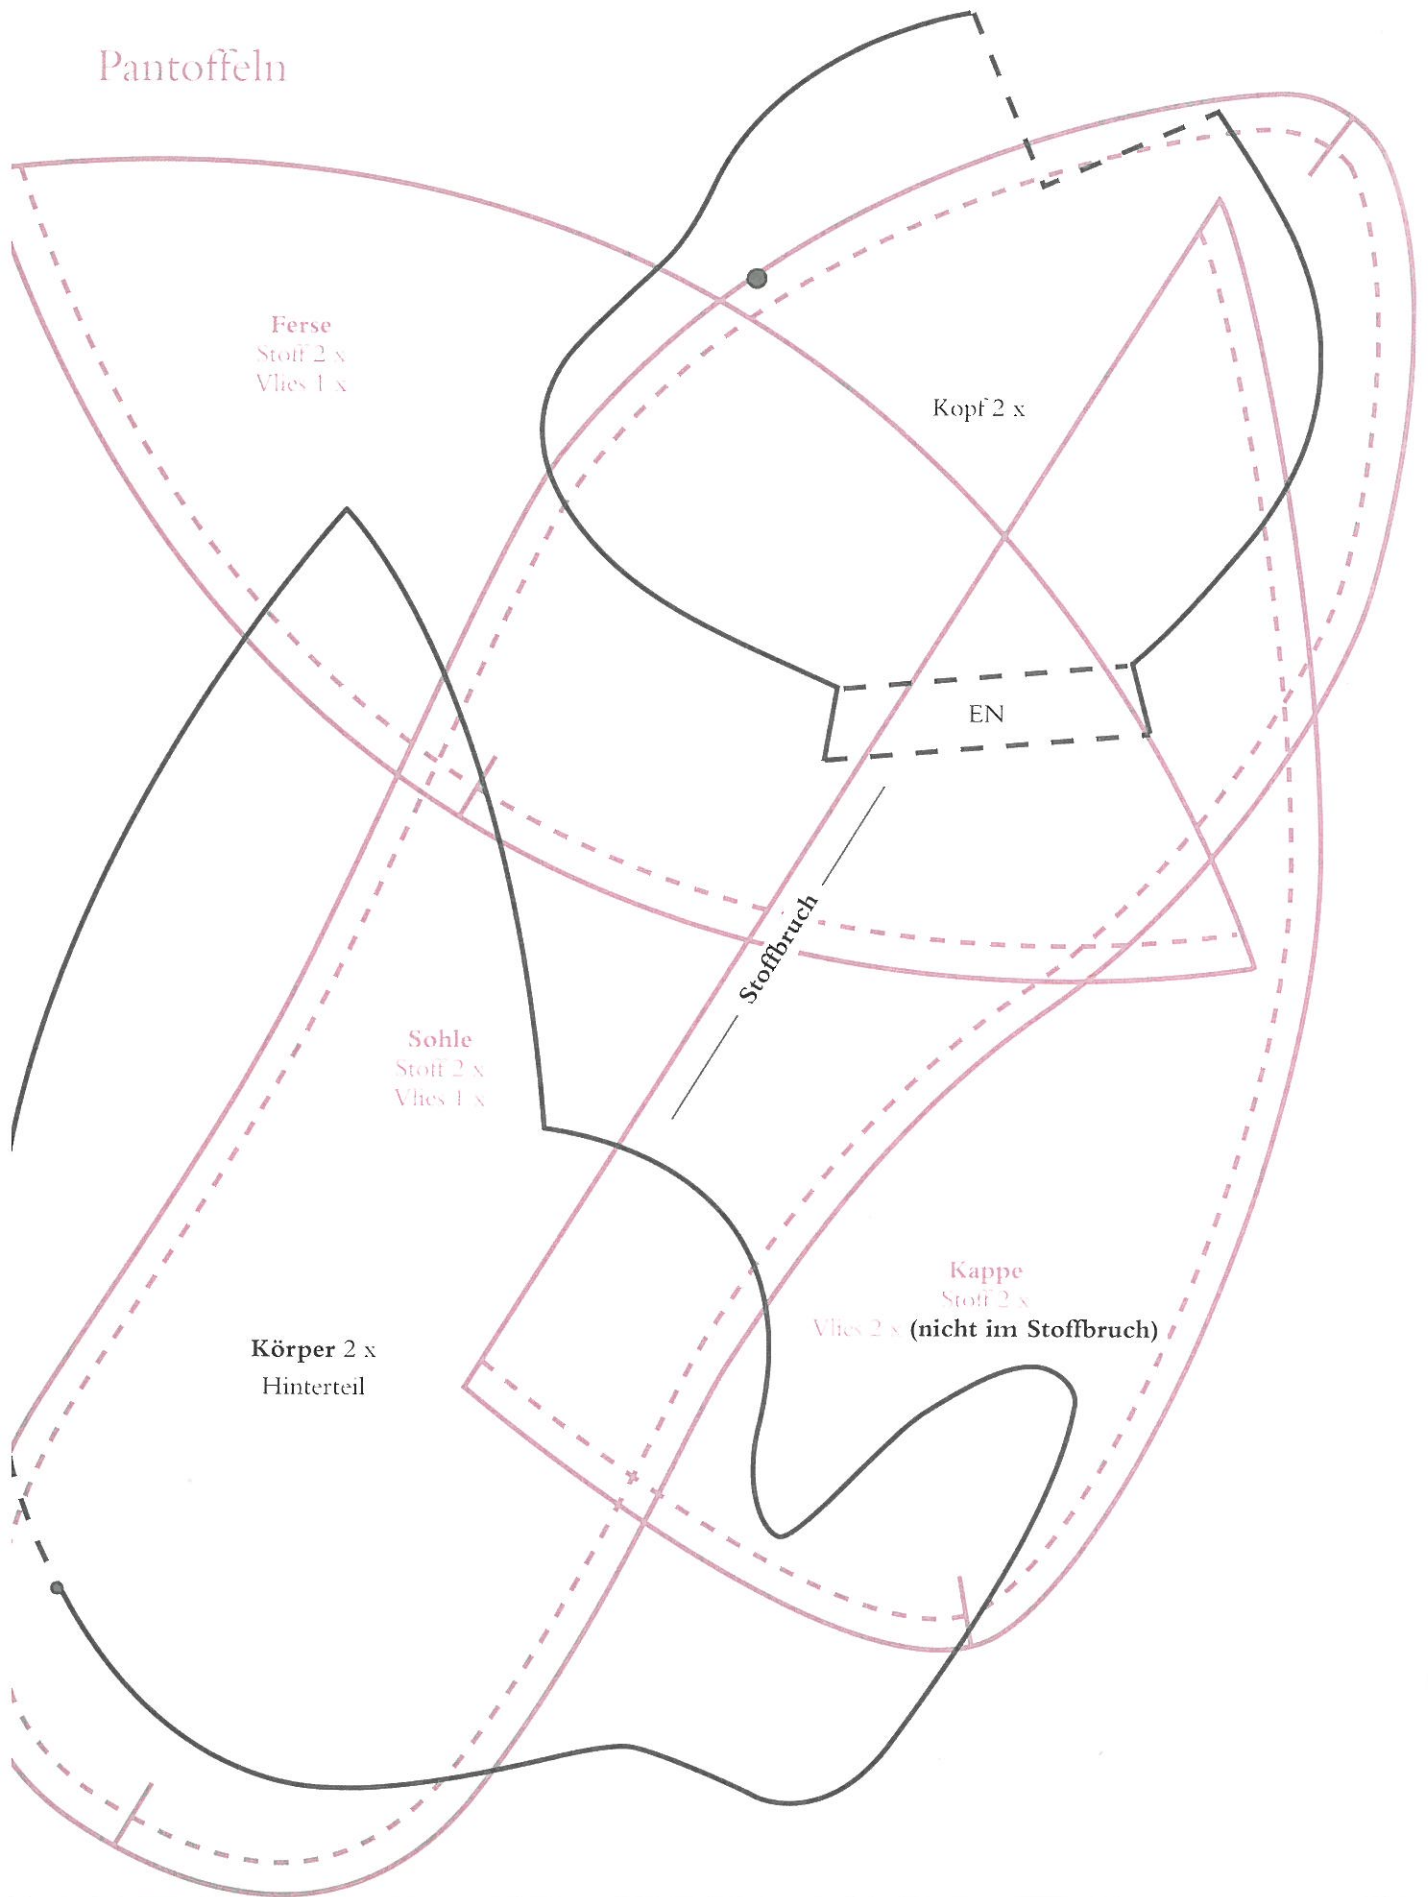 Pantoffeln
Ferse
Stoff 2 x
Vlies 1 x
Kopf 2 x
EN
Stoffbruch
Sohle
Stoff 2 x
Vlies 1 x
Kappe
Stoff 2 x
Vlies 2 x (nicht im Stoffbruch)
Körper 2 x
Hinterteil